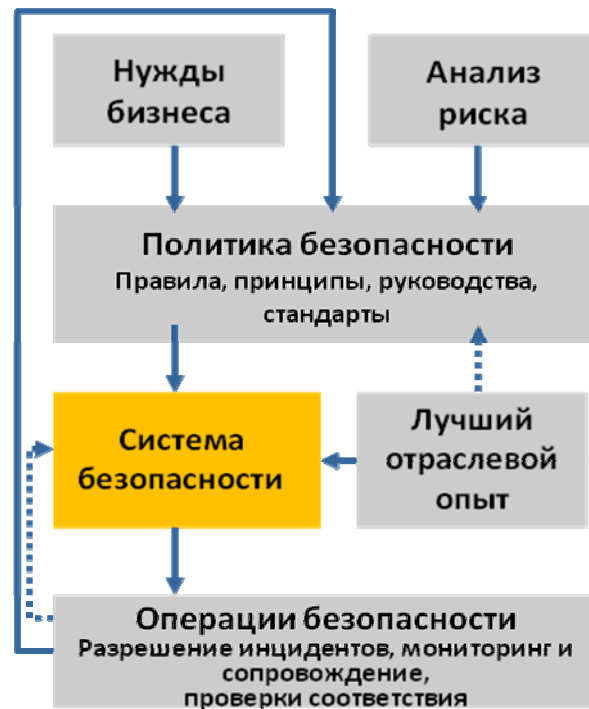 Нужды
бизнеса
Анализ
риска
Политика безопасности
Правила, принципы, руководства,
стандарты
Система
безопасности
Лучший
отраслевой
опыт
Операции безопасности
Разрешение инцидентов, мониторинг и
сопровождение,
проверки соответствия